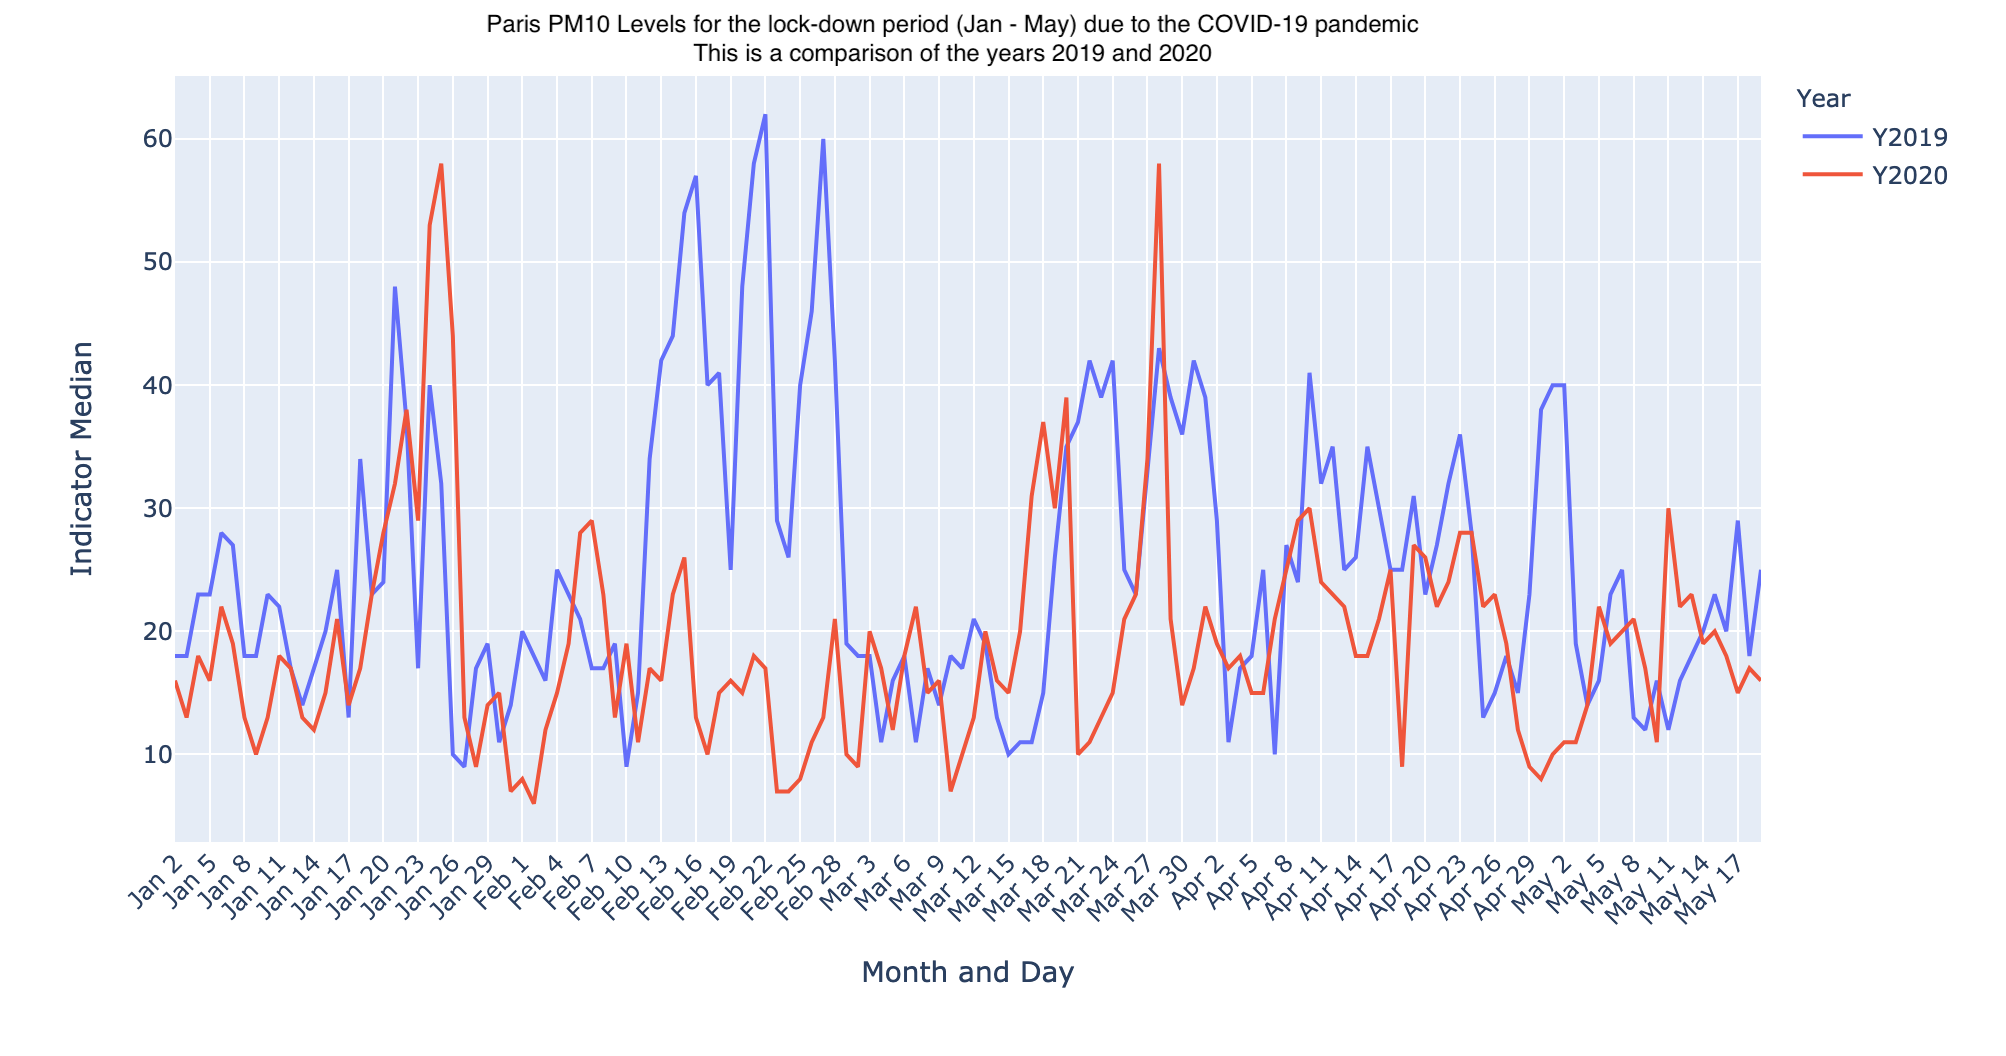 Paris PM10 Levels for the lock-down period (Jan - May) due to the COVID-19 pandemic
This is a comparison of the years 2019 and 2020
Year
Y2019
Y2020
Indicator Median
60
50
40
30
20
10
Jan 2
Jan 5
Jan 8
Jan 11
Jan 14
Jan 17
Jan 20
Jan 23
Jan 26
Jan 29
Feb 1
Feb 4
Feb 7
Feb 10
Feb 13
Feb 16
Feb 19
Feb 22
Feb 25
Feb 28
Mar 3
Mar 6
Mar 9
Mar 12
Mar 15
Mar 18
Mar 21
Mar 24
Mar 27
Mar 30
Apr 2
Apr 5
Apr 8
Apr 11
Apr 14
Apr 17
Apr 20
Apr 23
Apr 26
Apr 29
May 2
May 5
May 8
May 11
May 14
May 17
Month and Day